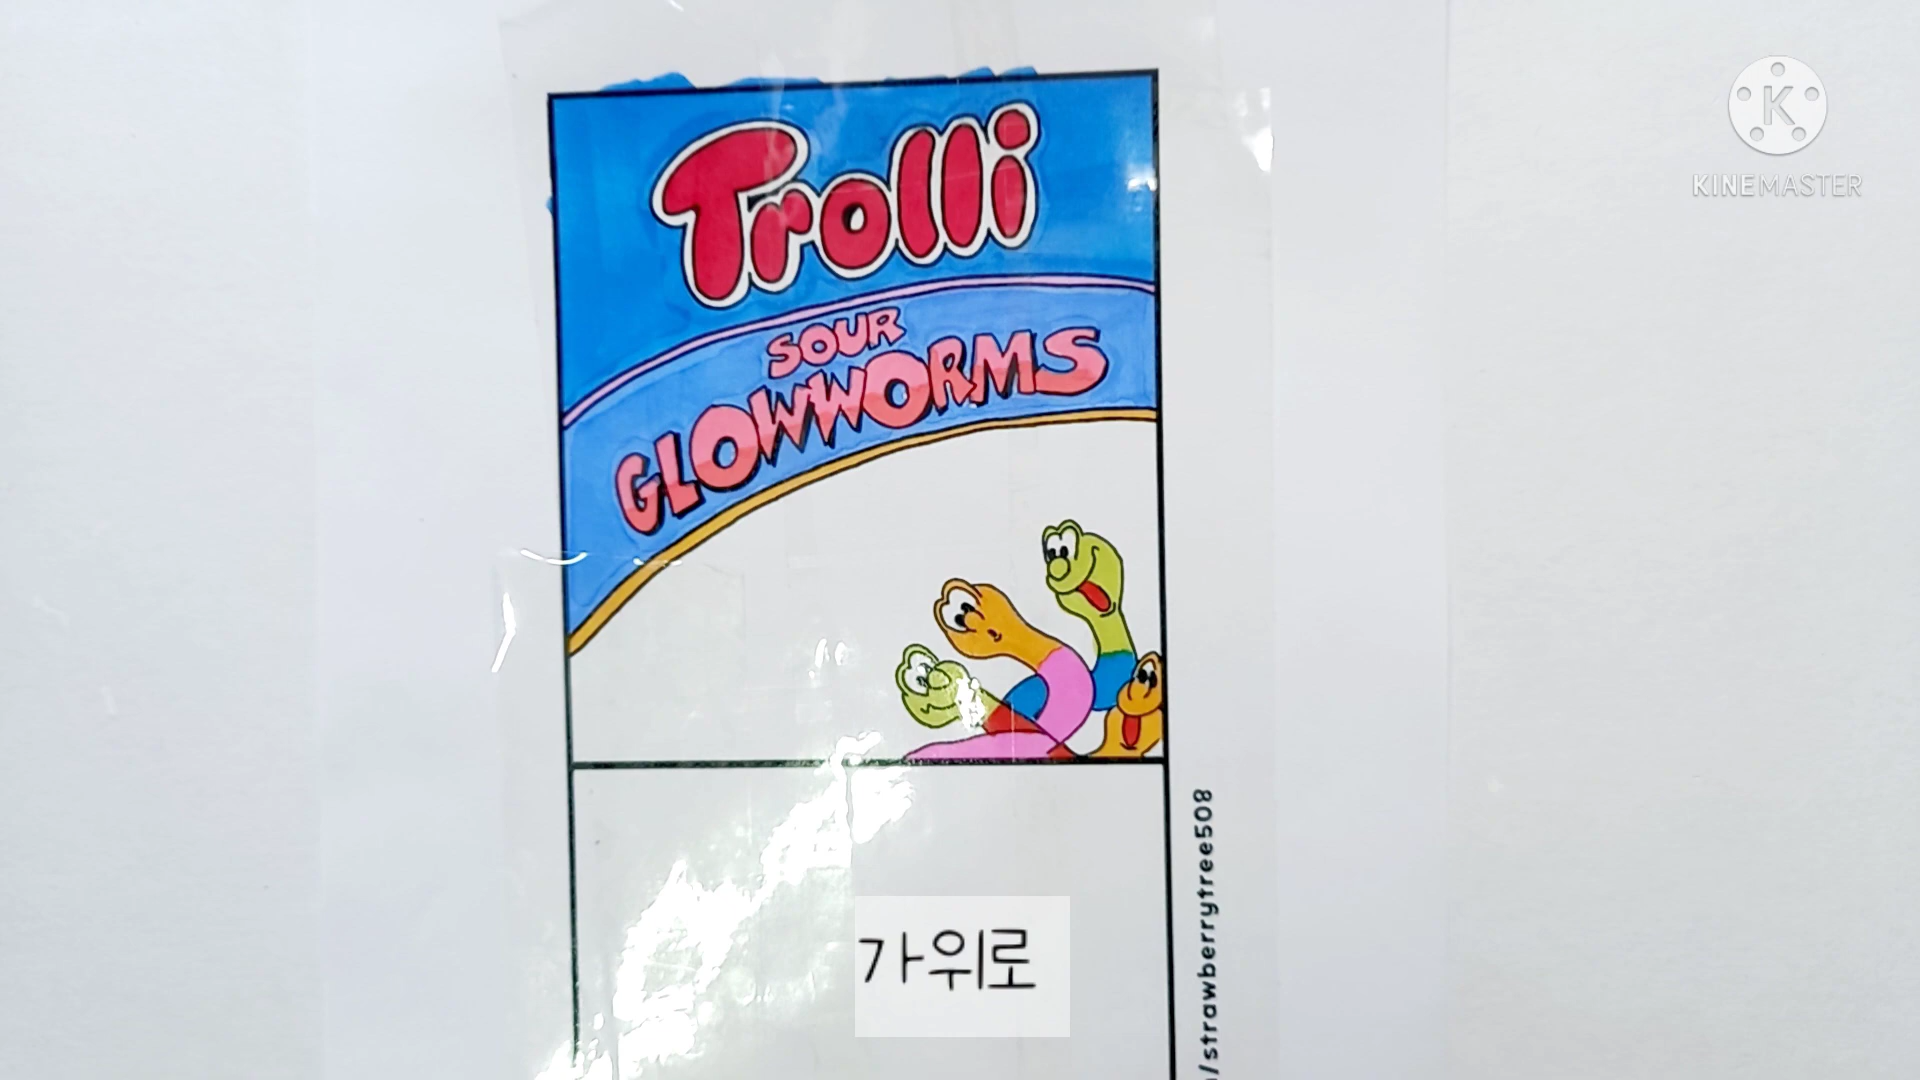 Trolli
SOUR
GLOWWORMS
가위로
/strawberrytree508
KINEMASTER